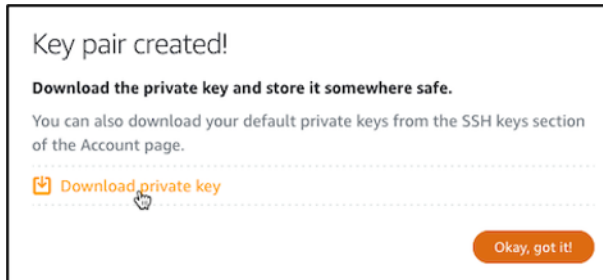 Key pair created!
Download the private key and store it somewhere safe.
You can also download your default private keys from the SSH keys section
of the Account page.
Download private key
Okay, got it!